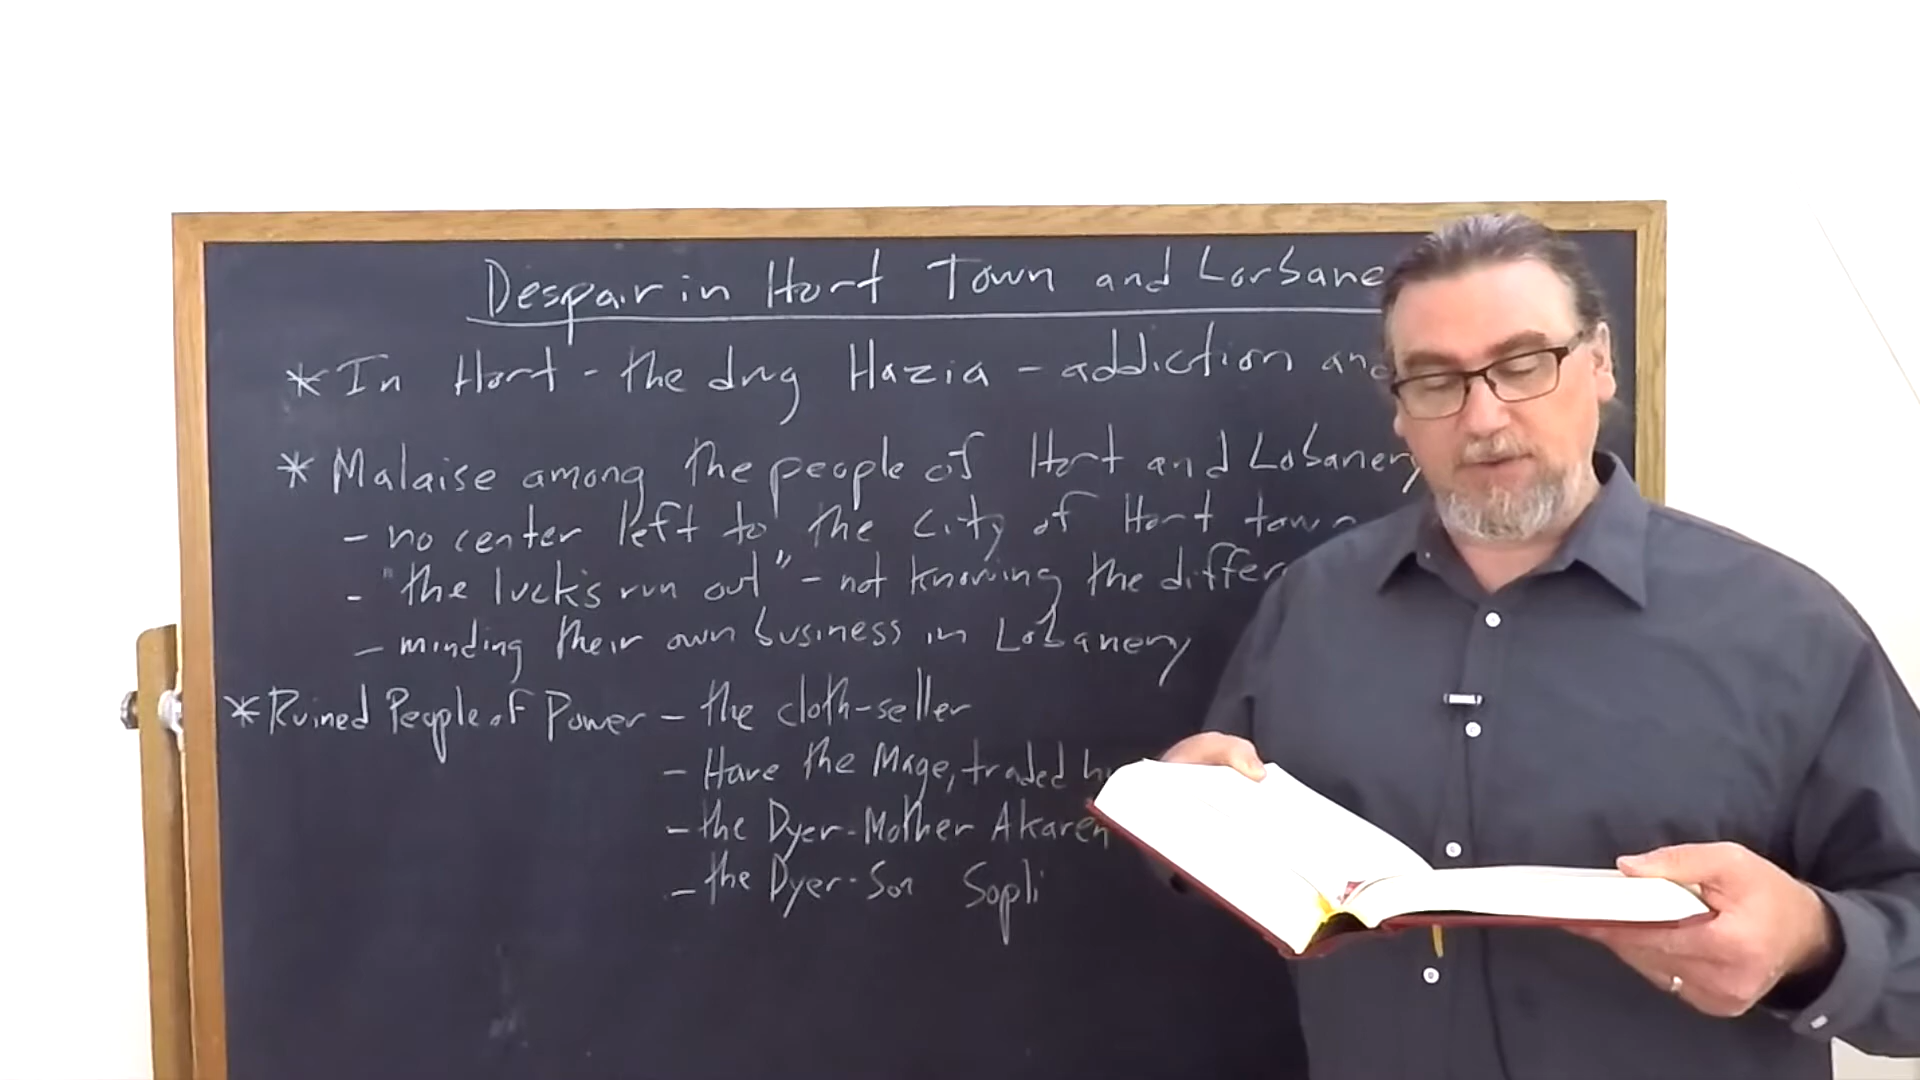 Despair in Hort Town and Lorbane
* In Hort - the drug Hazia - addiction and
* Malaise among the people of Hort and Lobanery
- no center left to the city of Hort town
- "the luck's run out" - not knowing the differ
- minding their own business in Lobanery
* Ruined People of Power - the cloth-seller
- Hare the Mage, traded h
- the Dyer-Mother Akaren
- the Dyer-Son Sopli